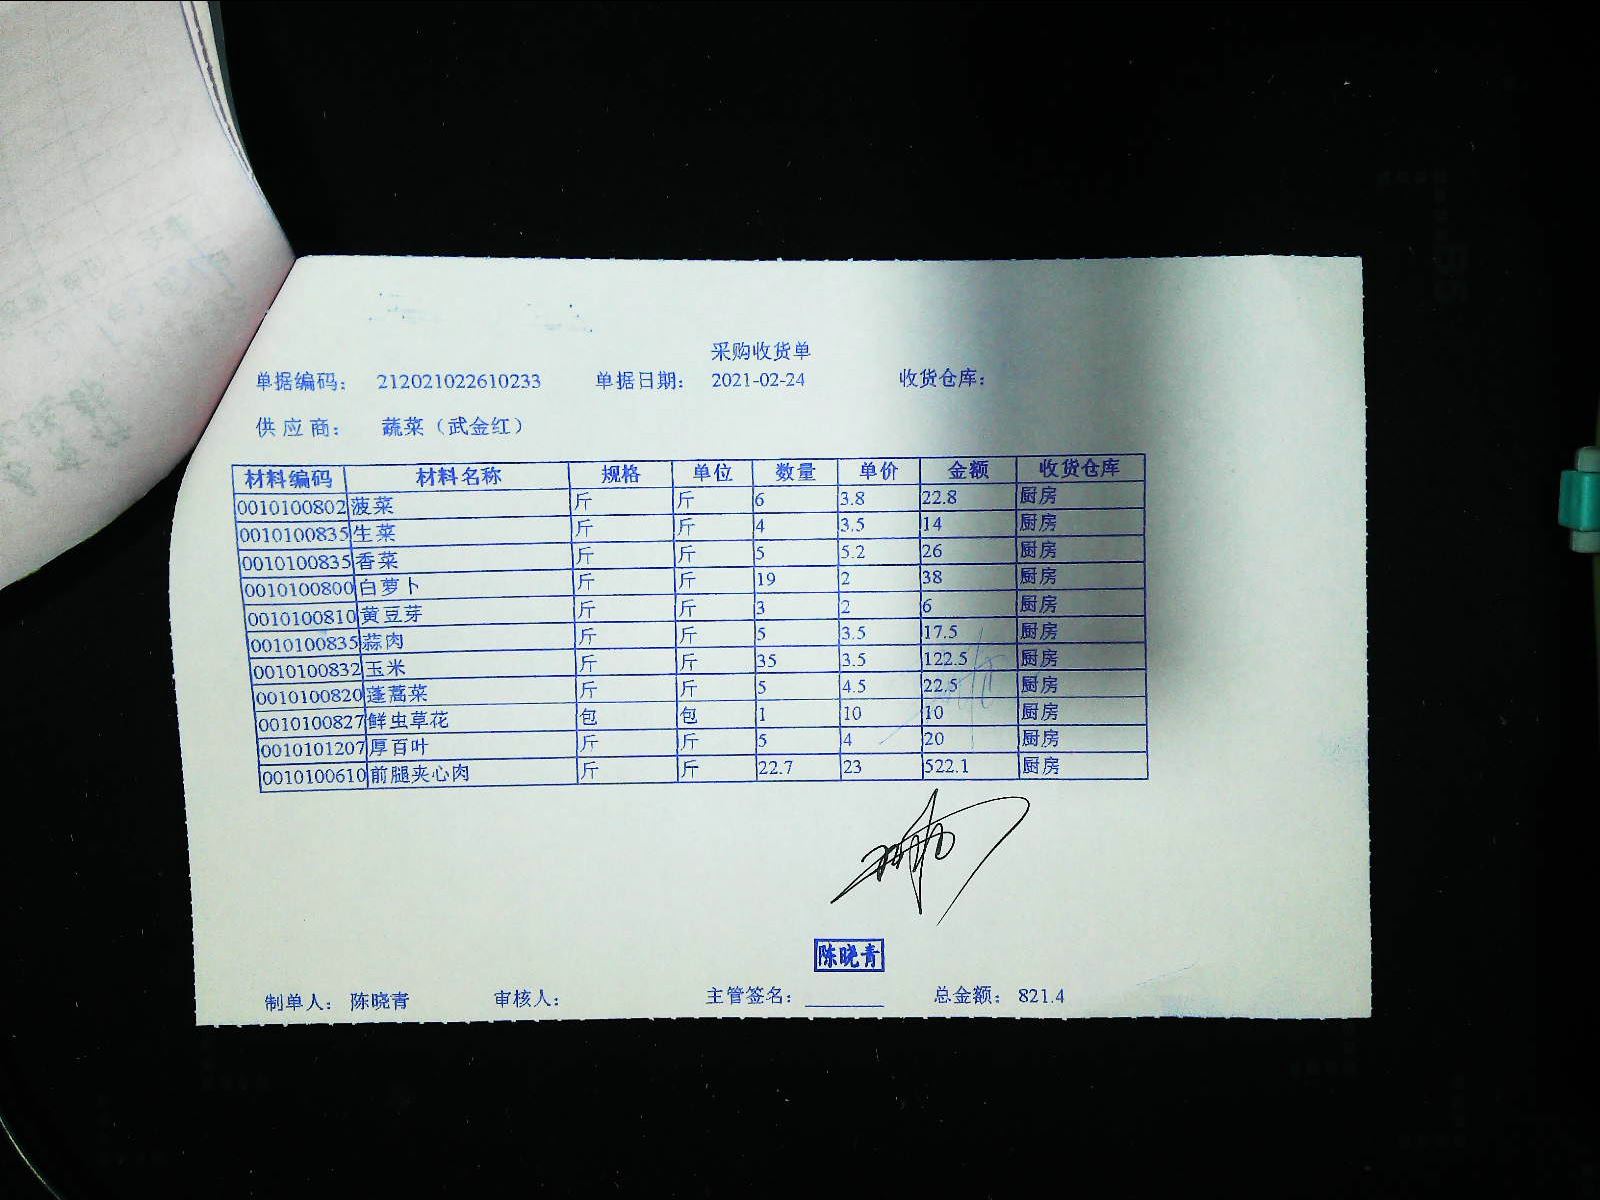 采购收货单
单据编码： 212021022610233 单据日期： 2021-02-24 收货仓库：
供应商： 蔬菜（武金红）
材料编码 材料名称 规格 单位 数量 单价 金额 收货仓库
0010100802 菠菜 斤 斤 6 3.8 22.8 厨房
0010100835 生菜 斤 斤 4 3.5 14 厨房
0010100835 香菜 斤 斤 5 5.2 26 厨房
0010100800 白萝卜 斤 斤 19 2 38 厨房
0010100810 黄豆芽 斤 斤 3 2 6 厨房
0010100835 蒜肉 斤 斤 5 3.5 17.5 厨房
0010100832 玉米 斤 斤 35 3.5 122.5 厨房
0010100820 蓬蒿菜 斤 斤 5 4.5 22.5 厨房
0010100827 鲜虫草花 包 包 1 10 10 厨房
0010101207 厚百叶 斤 斤 5 4 20 厨房
0010100610 前腿夹心肉 斤 斤 22.7 23 522.1 厨房
陈晓青
制单人： 陈晓青 审核人： 主管签名： 总金额： 821.4